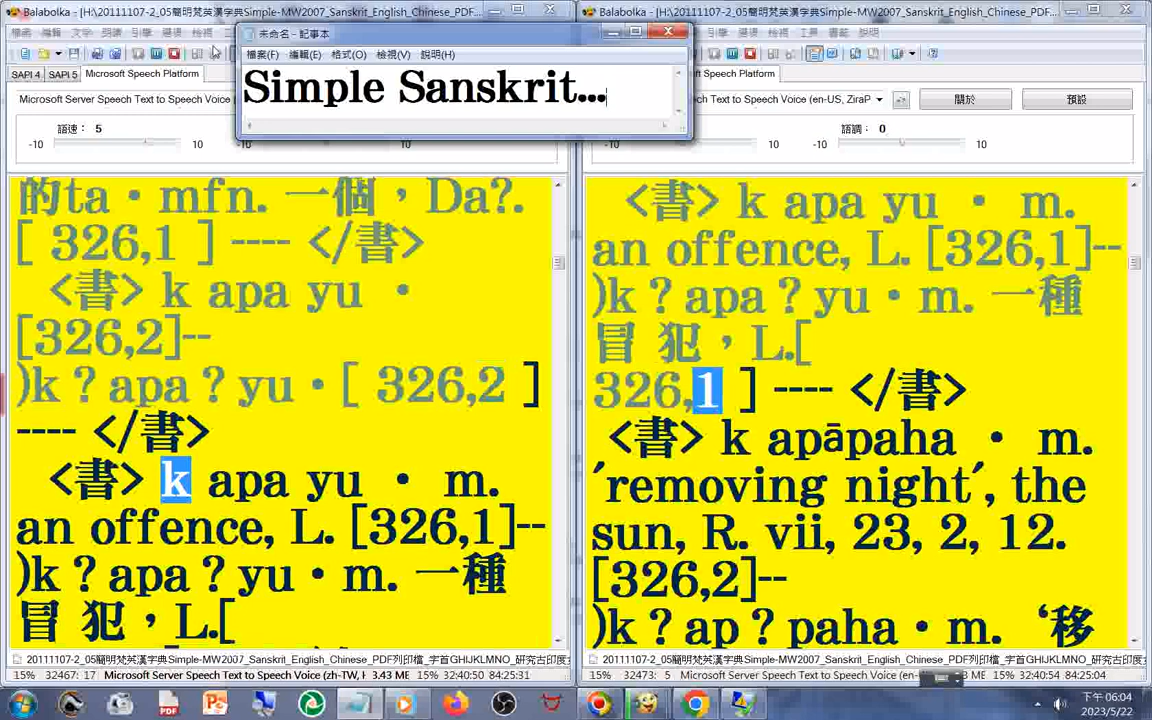 Balabolka - [H:\20111107-2_05簡明梵英漢字典Simple-MW2007_Sanskrit_English_Chinese_PDF...
Balabolka - [H:\20111107-2_05簡明梵英漢字典Simple-MW2007_Sanskrit_English_Chinese_PDF...
未命名 - 記事本
檔案(F) 編輯(E) 格式(O) 檢視(V) 說明(H)
Simple Sanskrit...
SAPI 4 SAPI 5 Microsoft Speech Platform
t Speech Platform
Microsoft Server Speech Text to Speech Voice
ch Text to Speech Voice (en-US, ZiraP
關於
預設
語速： 5
語調： 0
-10 10 10
-10 10
的ta・mfn. 一個，Da?.
[ 326,1 ] ---- </書>
<書> k apa yu ・
[326,2]--
)k？apa？yu・[ 326,2 ]
---- </書>
<書> k apa yu ・ m.
an offence, L. [326,1]--
)k？apa？yu・m. 一種
冒 犯，L.[
<書> k apa yu ・ m.
an offence, L. [326,1]--
)k？apa？yu・m. 一種
冒 犯，L.[
326,1 ] ---- </書>
<書> k apāpaha ・ m.
'removing night', the
sun, R. vii, 23, 2, 12.
[326,2]--
)k？ap？paha・m.‘移
20111107-2_05簡明梵英漢字典Simple-MW2007_Sanskrit_English_Chinese_PDF列印檔_字首GHIJKLMNO_研究古印度
20111107-2_05簡明梵英漢字典Simple-MW2007_Sanskrit_English_Chinese_PDF列印檔_字首GHIJKLMNO_研究古印度
15% 32467: 17 Microsoft Server Speech Text to Speech Voice (zh-TW, 3.43 ME 15% 32:40:50 84:25:31
15% 32473: 5 Microsoft Server Speech Text to Speech Voice 15% 32:40:54 84:25:04
下午 06:04
2023/5/22